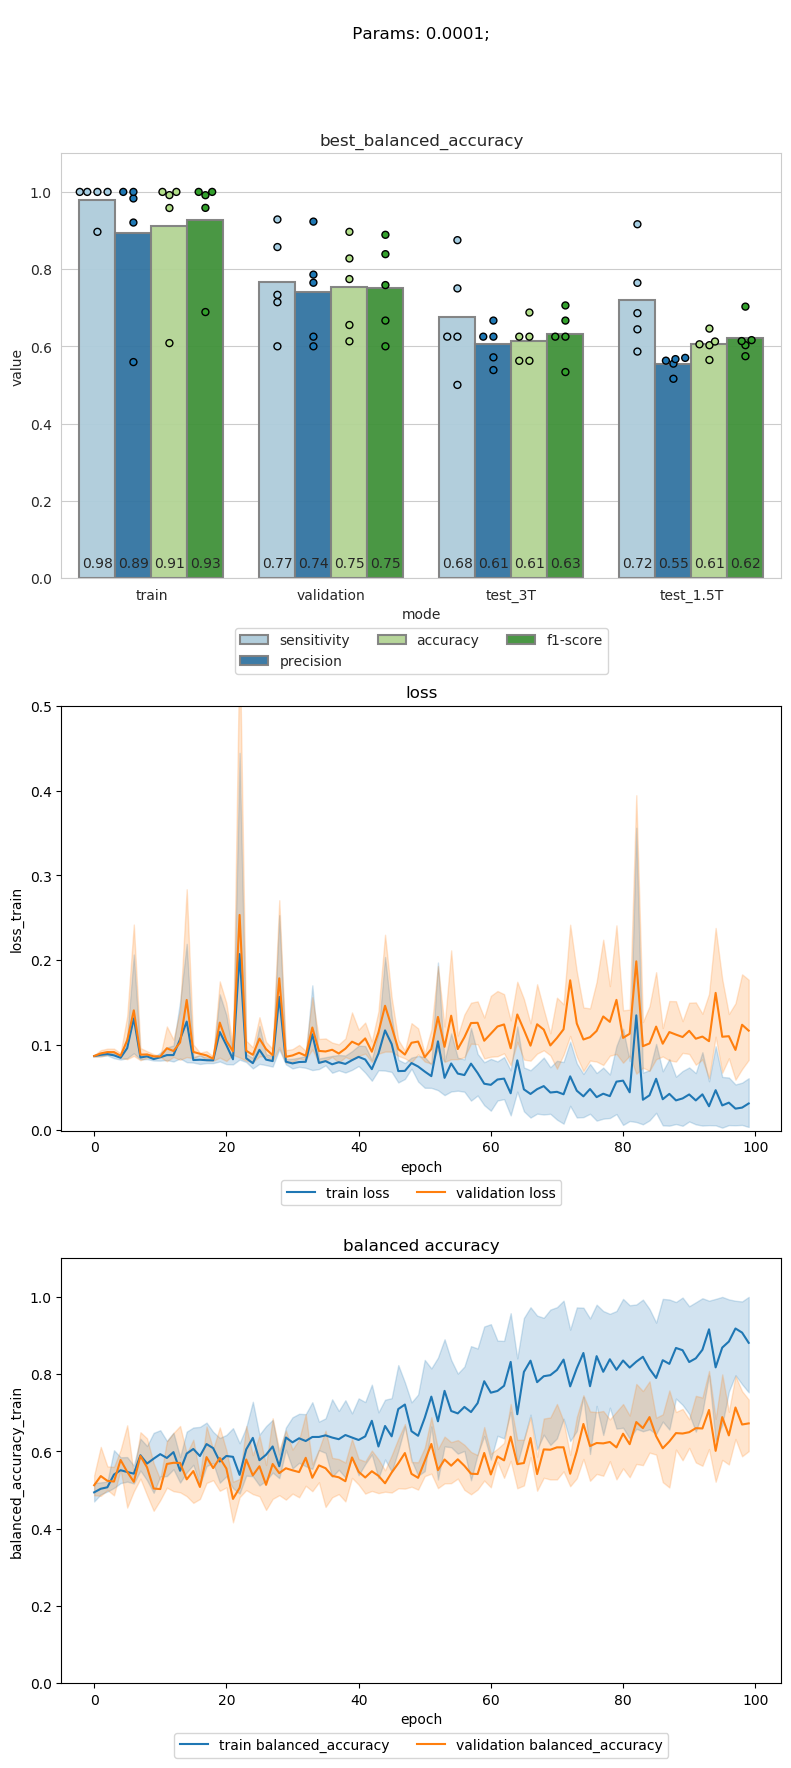 Params: 0.0001;
best_balanced_accuracy
value
1.0
0.8
0.6
0.4
0.2
0.0
0.98 0.89 0.91 0.93 0.77 0.74 0.75 0.75 0.68 0.61 0.61 0.63 0.72 0.55 0.61 0.62
train validation test_3T test_1.5T
mode
sensitivity accuracy f1-score
precision
loss
loss_train
0.5
0.4
0.3
0.2
0.1
0.0
0 20 40 60 80 100
epoch
train loss validation loss
balanced accuracy
balanced_accuracy_train
1.0
0.8
0.6
0.4
0.2
0.0
0 20 40 60 80 100
epoch
train balanced_accuracy validation balanced_accuracy